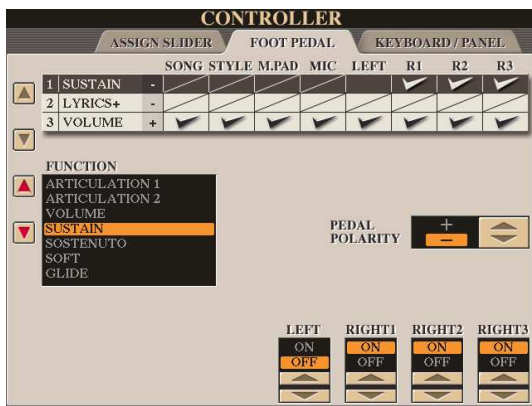 CONTROLLER
ASSIGN SLIDER FOOT PEDAL KEYBOARD / PANEL
SONG STYLE M.PAD MIC LEFT R1 R2 R3
1 SUSTAIN -
2 LYRICS+ -
3 VOLUME +
FUNCTION
ARTICULATION 1
ARTICULATION 2
VOLUME
SUSTAIN
SOSTENUTO
SOFT
GLIDE
PEDAL
POLARITY
+
−
LEFT RIGHT1 RIGHT2 RIGHT3
ON ON ON ON
OFF OFF OFF OFF